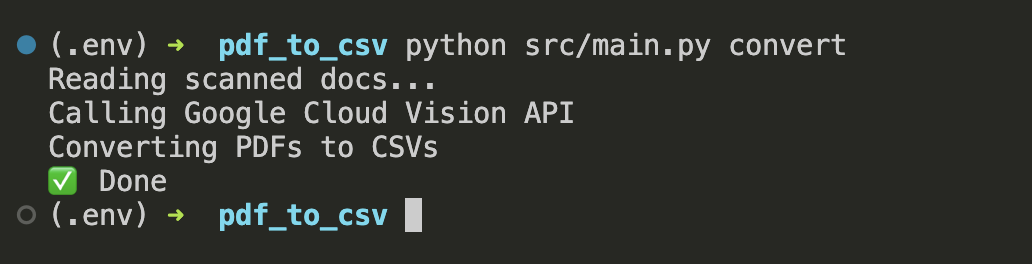 (.env) ➜ pdf_to_csv python src/main.py convert
Reading scanned docs...
Calling Google Cloud Vision API
Converting PDFs to CSVs
✅ Done
(.env) ➜ pdf_to_csv